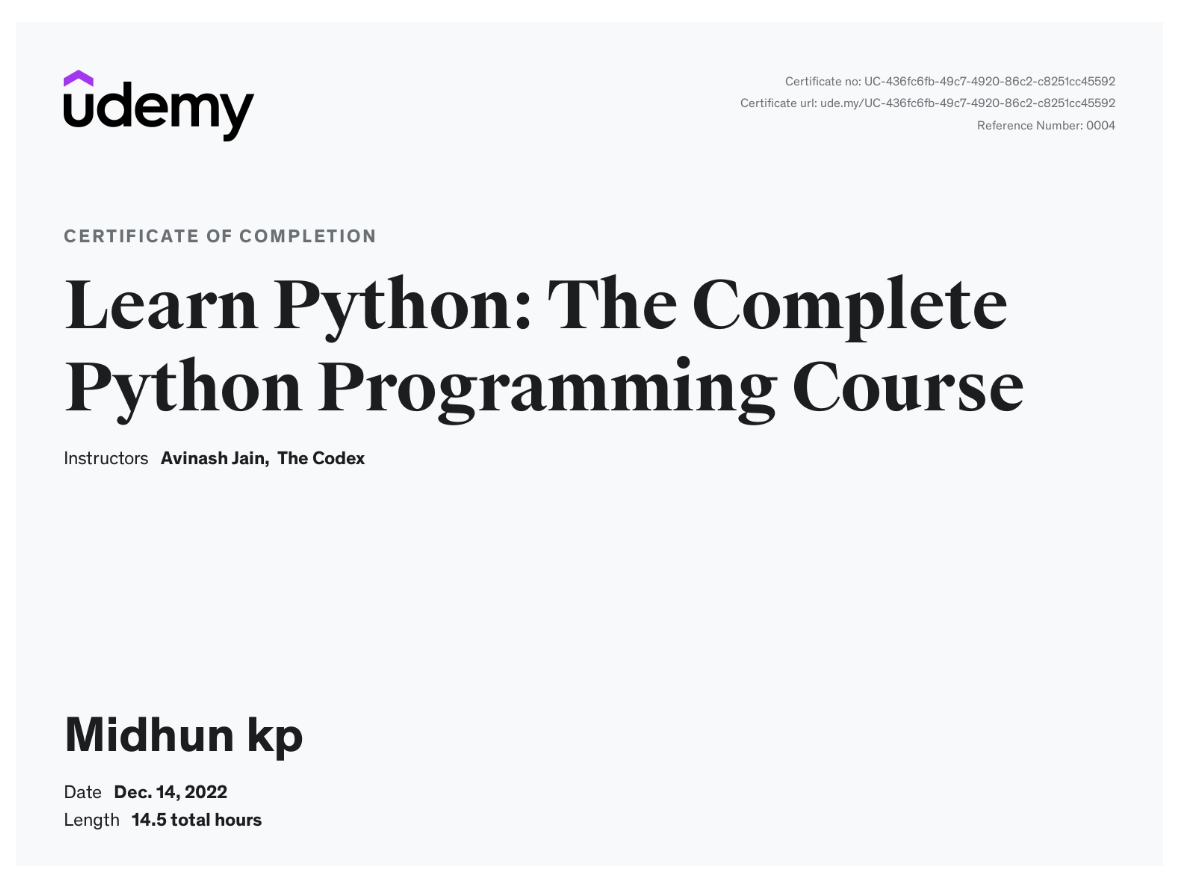 udemy
Certificate no: UC-436fc6fb-49c7-4920-86c2-c8251cc45592
Certificate url: ude.my/UC-436fc6fb-49c7-4920-86c2-c8251cc45592
Reference Number: 0004
CERTIFICATE OF COMPLETION
Learn Python: The Complete
Python Programming Course
Instructors Avinash Jain, The Codex
Midhun kp
Date Dec. 14, 2022
Length 14.5 total hours